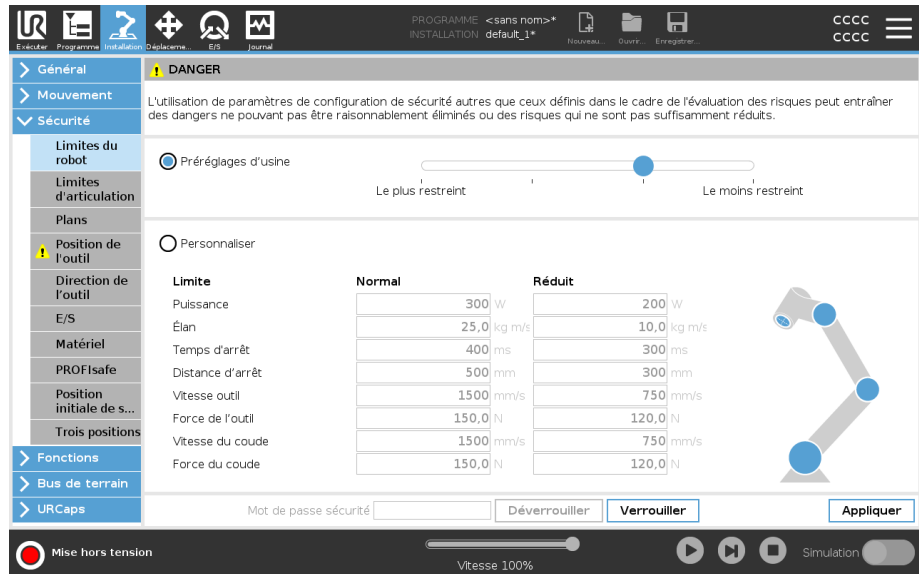 PROGRAMME <sans nom>*
INSTALLATION default_1*
Exécuter Programme Installation Déplaceme... E/S Journal
Nouveau... Ouvrir... Enregistrer...
CCCC
CCCC
Général
Mouvement
Sécurité
Limites du
robot
Limites
d'articulation
Plans
Position de
l'outil
Direction de
l'outil
E/S
Matériel
PROFIsafe
Position
initiale de s...
Trois positions
Fonctions
Bus de terrain
URCaps
DANGER
L'utilisation de paramètres de configuration de sécurité autres que ceux définis dans le cadre de l'évaluation des risques peut entraîner
des dangers ne pouvant pas être raisonnablement éliminés ou des risques qui ne sont pas suffisamment réduits.
Préréglages d'usine
Le plus restreint Le moins restreint
Personnaliser
Limite Normal Réduit
Puissance 300 W 200 W
Élan 25,0 kg m/s 10,0 kg m/s
Temps d'arrêt 400 ms 300 ms
Distance d'arrêt 500 mm 300 mm
Vitesse outil 1500 mm/s 750 mm/s
Force de l'outil 150,0 N 120,0 N
Vitesse du coude 1500 mm/s 750 mm/s
Force du coude 150,0 N 120,0 N
Mot de passe sécurité Déverrouiller Verrouiller Appliquer
Mise hors tension
Vitesse 100%
Simulation